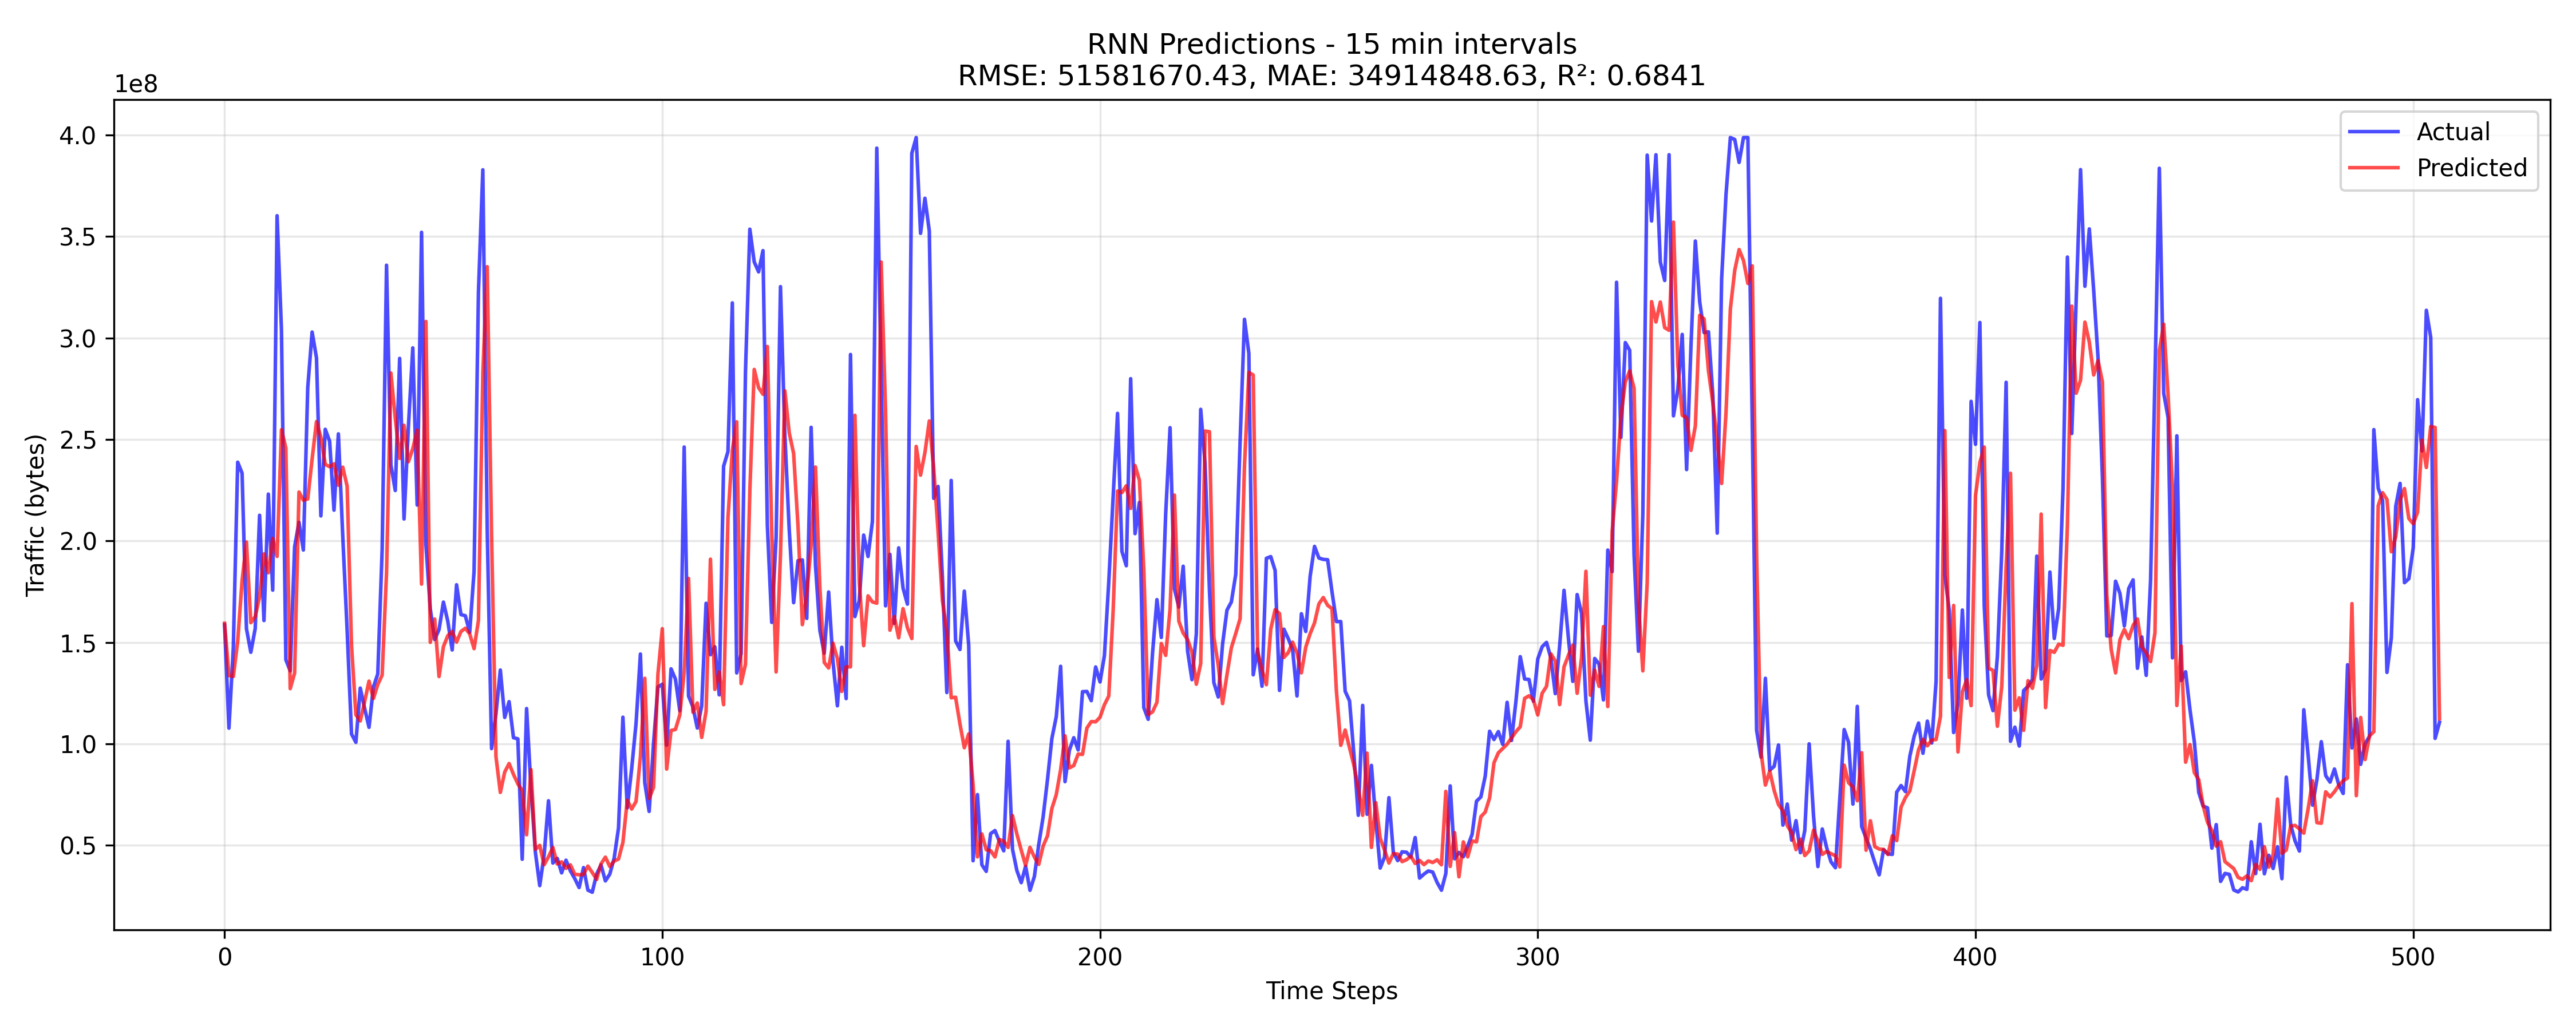 RNN Predictions - 15 min intervals
RMSE: 51581670.43, MAE: 34914848.63, R²: 0.6841
1e8
4.0
3.5
3.0
2.5
2.0
1.5
1.0
0.5
Traffic (bytes)
Actual
Predicted
0 100 200 300 400 500
Time Steps